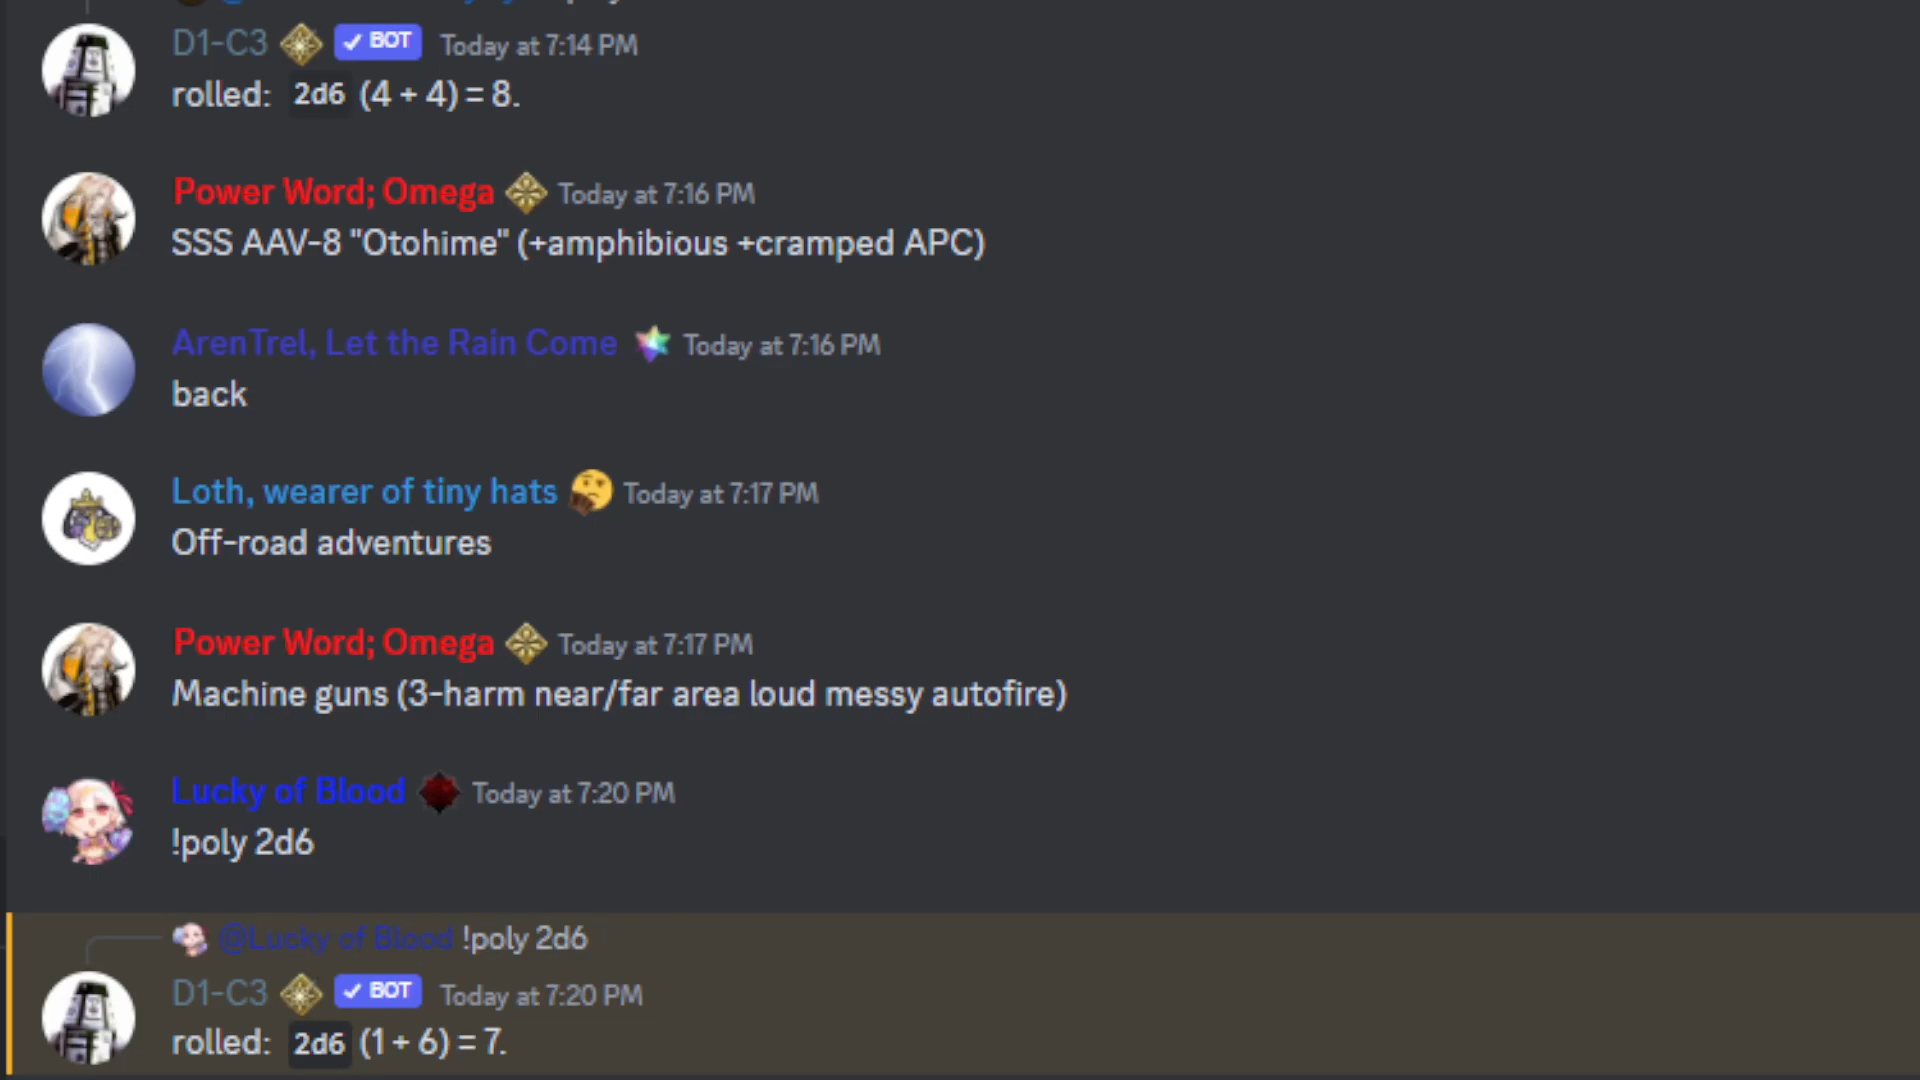 D1-C3 ✓ BOT Today at 7:14 PM
rolled: 2d6 (4 + 4) = 8.
Power Word; Omega Today at 7:16 PM
SSS AAV-8 "Otohime" (+amphibious +cramped APC)
ArenTrel, Let the Rain Come Today at 7:16 PM
back
Loth, wearer of tiny hats Today at 7:17 PM
Off-road adventures
Power Word; Omega Today at 7:17 PM
Machine guns (3-harm near/far area loud messy autofire)
Lucky of Blood Today at 7:20 PM
!poly 2d6
@Lucky of Blood !poly 2d6
D1-C3 ✓ BOT Today at 7:20 PM
rolled: 2d6 (1 + 6) = 7.